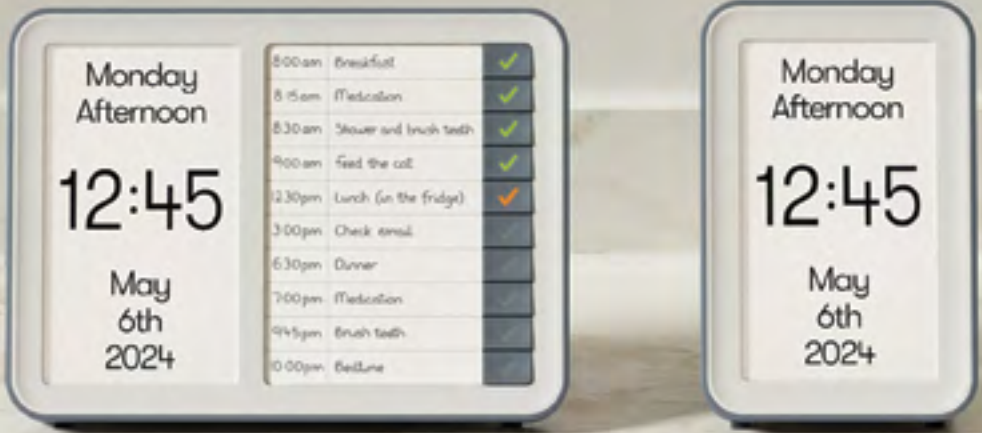 Monday
Afternoon
12:45
May
6th
2024
8:00am Breakfast
8:15am Medication
8:30am Shower and brush teeth
9:00am feed the cat
12:30pm Lunch (in the fridge)
3:00pm Check email
6:30pm Dinner
7:00pm Medication
9:45pm Brush teeth
10:00pm Bedtime
Monday
Afternoon
12:45
May
6th
2024